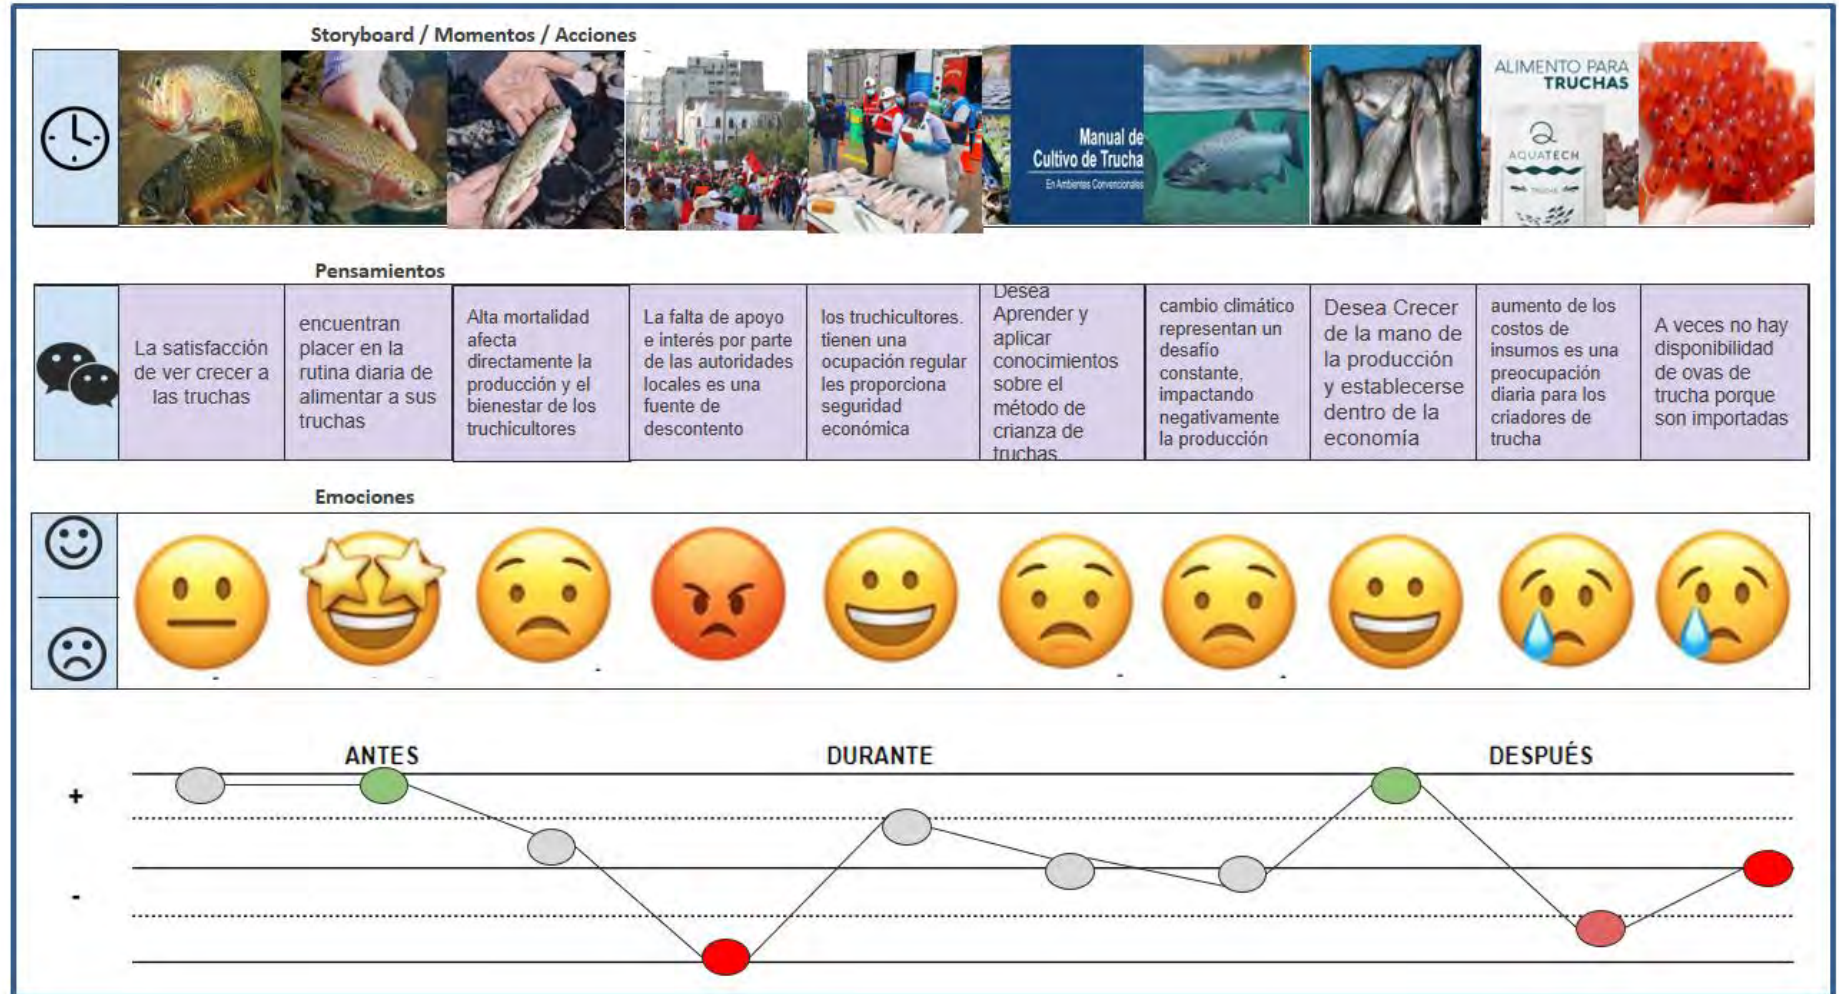 Storyboard / Momentos / Acciones
Manual de
Cultivo de Trucha
En Ambientes Convencionales
ALIMENTO PARA
TRUCHAS
AQUATECH
TRUCHA
Pensamientos
La satisfacción
de ver crecer a
las truchas
encuentran
placer en la
rutina diaria de
alimentar a sus
truchas
Alta mortalidad
afecta
directamente la
producción y el
bienestar de los
truchicultores
La falta de apoyo
e interés por parte
de las autoridades
locales es una
fuente de
descontento
los truchicultores.
tienen una
ocupación regular
les proporciona
seguridad
económica
Desea
Aprender y
aplicar
conocimientos
sobre el
método de
crianza de
truchas
cambio climático
representan un
desafío
constante,
impactando
negativamente
la producción
Desea Crecer
de la mano de
la producción
y establecerse
dentro de la
economía
aumento de los
costos de
insumos es una
preocupación
diaria para los
criadores de
trucha
A veces no hay
disponibilidad
de ovas de
trucha porque
son importadas
Emociones
ANTES
DURANTE
DESPUÉS
+
-